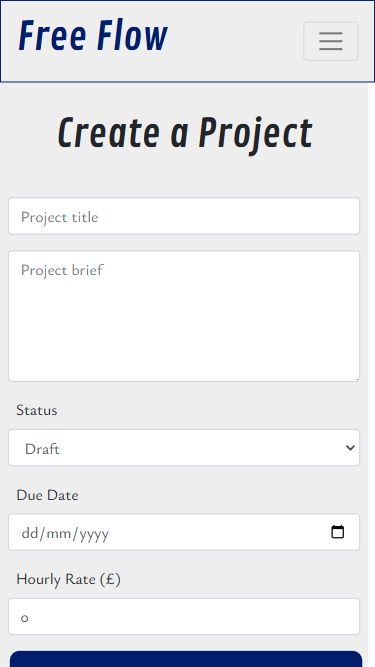 Free Flow
Create a Project
Project title
Project brief
Status
Draft
Due Date
dd/mm/yyyy
Hourly Rate (£)
0